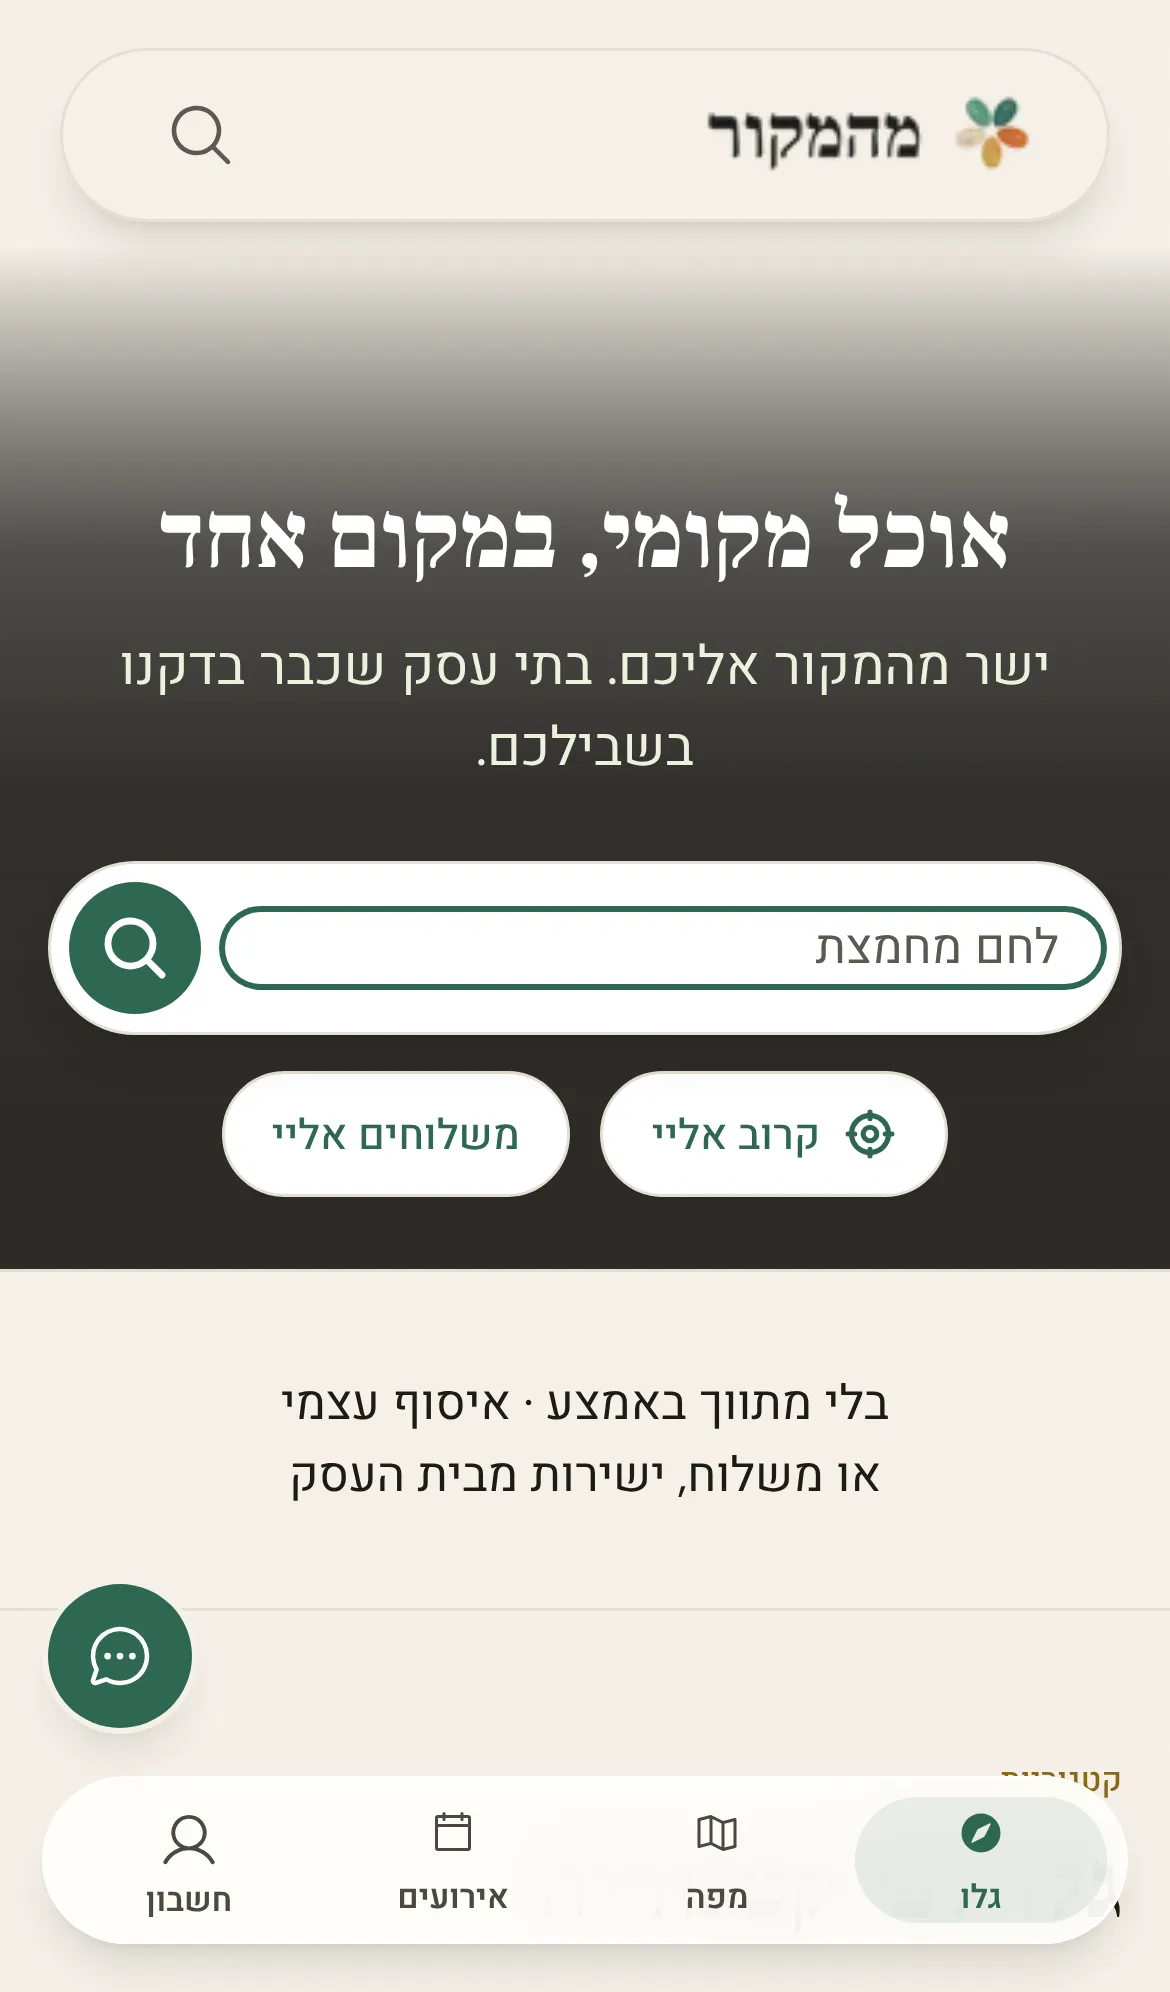 מהמקור
אוכל מקומי, במקום אחד
ישר מהמקור אליכם. בתי עסק שכבר בדקנו
בשבילכם.
לחם מחמצת
קרוב אליי
משלוחים אליי
בלי מתווך באמצע · איסוף עצמי
או משלוח, ישירות מבית העסק
קטגוריות
גלו
מפה
אירועים
חשבון